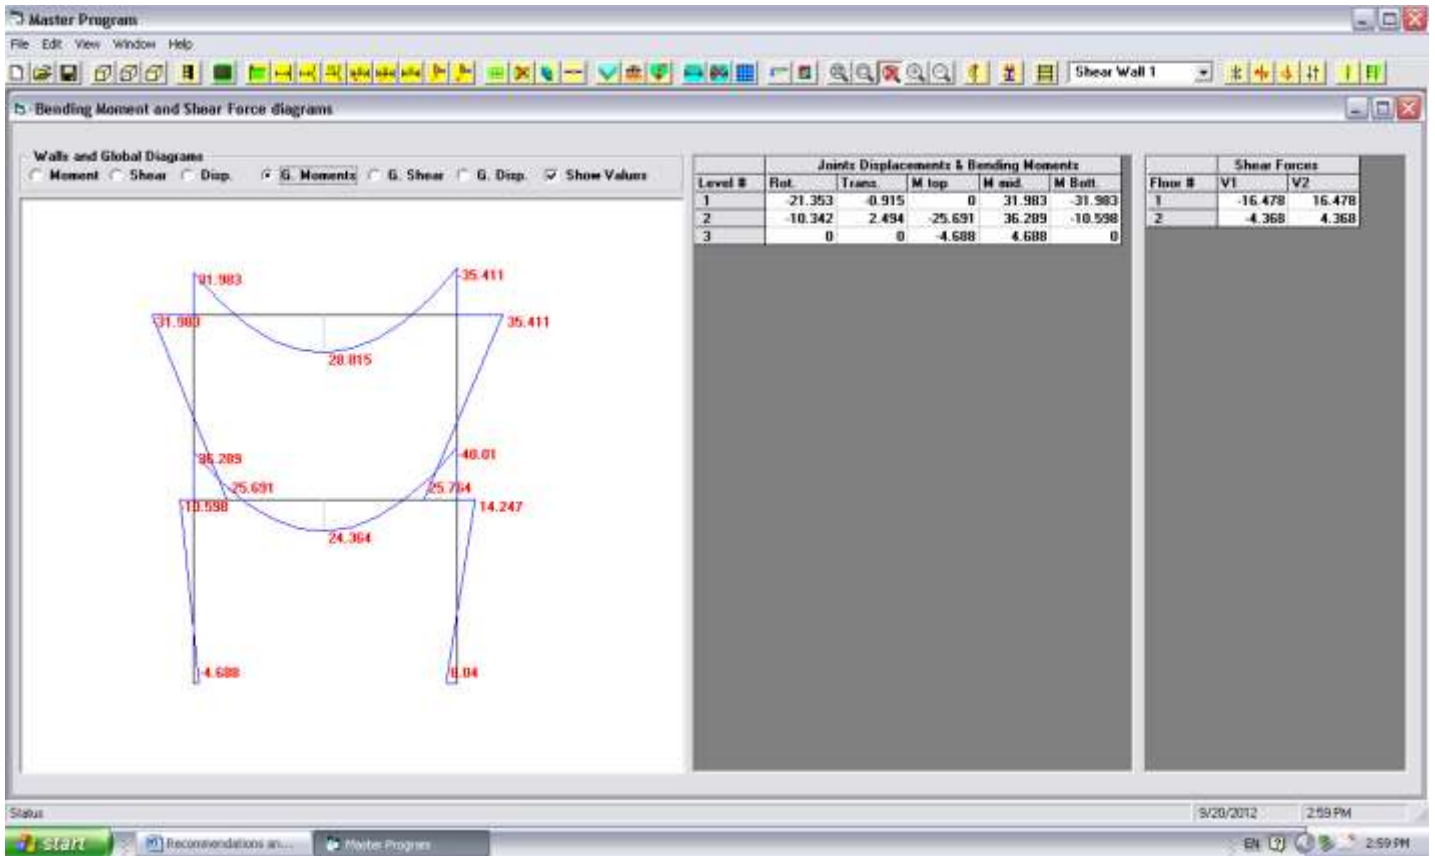 Master Program
File Edit View Window Help
Shear Wall 1
Bending Moment and Shear Force diagrams
Walls and Global Diagrams
Moment Shear Disp. G. Moments G. Shear G. Disp. Show Values
Joints Displacements & Bending Moments
Level # Rot. Trans. M top M mid. M Bott.
1 -21.353 -0.915 0 31.983 -31.983
2 -10.342 2.494 -25.691 36.289 -10.598
3 0 0 -4.688 4.688 0
Shear Forces
Floor # V1 V2
1 -16.478 16.478
2 -4.368 4.368
31.983 -35.411
-31.983 35.411
28.815
36.289 -40.01
-25.691 25.764
-10.598 14.247
24.364
-4.688 6.04
Status 9/20/2012 2:59 PM
start Recommendations an... Master Program EN 2:59 PM